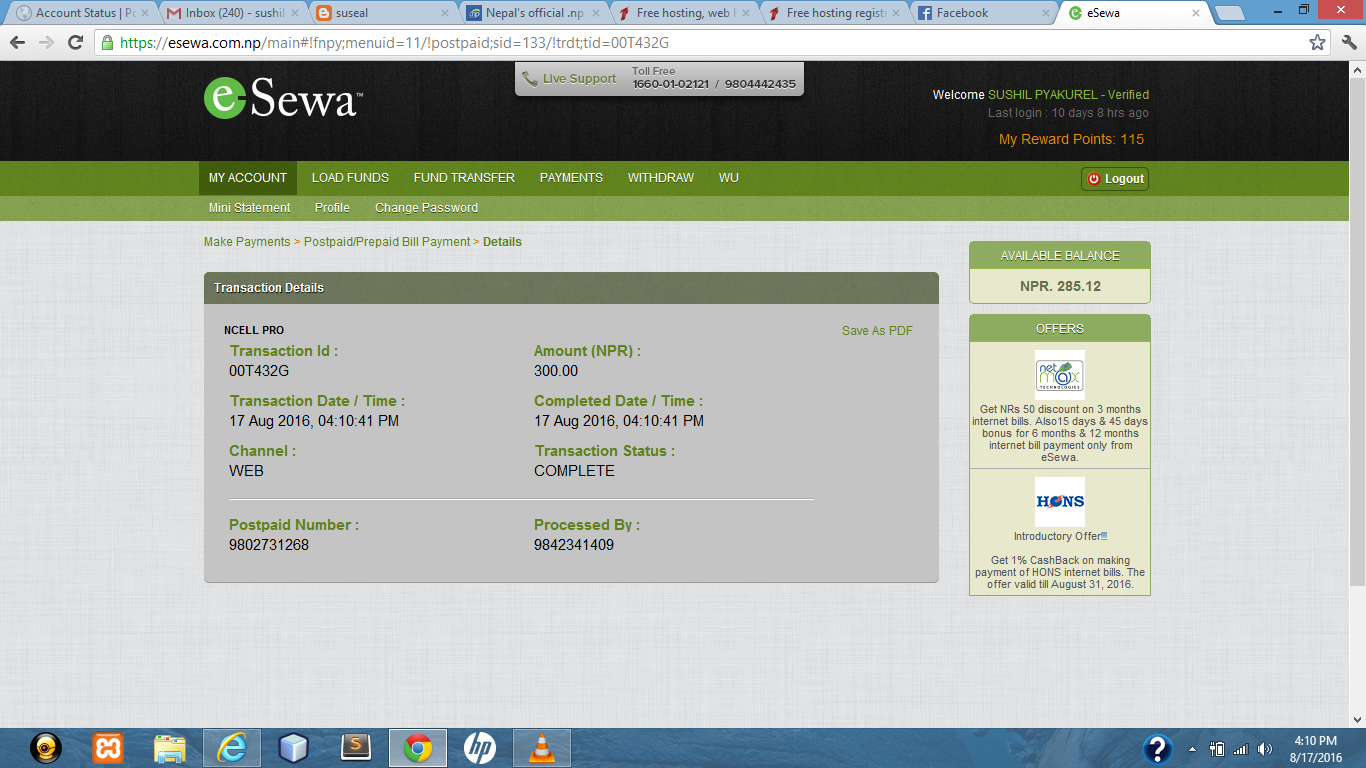 Account Status | Po
Inbox (240) - sushil
suseal
Nepal's official .np
Free hosting, web h
Free hosting registr
Facebook
eSewa
https://esewa.com.np/main#!fnpy;menuid=11/!postpaid;sid=133/!trdt;tid=00T432G
e-Sewa™
Live Support
Toll Free
1660-01-02121 / 9804442435
Welcome SUSHIL PYAKUREL - Verified
Last login : 10 days 8 hrs ago
My Reward Points: 115
MY ACCOUNT LOAD FUNDS FUND TRANSFER PAYMENTS WITHDRAW WU
Logout
Mini Statement Profile Change Password
Make Payments > Postpaid/Prepaid Bill Payment > Details
Transaction Details
NCELL PRO
Save As PDF
Transaction Id : Amount (NPR) :
00T432G 300.00
Transaction Date / Time : Completed Date / Time :
17 Aug 2016, 04:10:41 PM 17 Aug 2016, 04:10:41 PM
Channel : Transaction Status :
WEB COMPLETE
Postpaid Number : Processed By :
9802731268 9842341409
AVAILABLE BALANCE
NPR. 285.12
OFFERS
net
m@x
TECHNOLOGIES
Get NRs 50 discount on 3 months
internet bills. Also15 days & 45 days
bonus for 6 months & 12 months
internet bill payment only from
eSewa.
HONS
Introductory Offer!!!
Get 1% CashBack on making
payment of HONS internet bills. The
offer valid till August 31, 2016.
S
hp
?
4:10 PM
8/17/2016